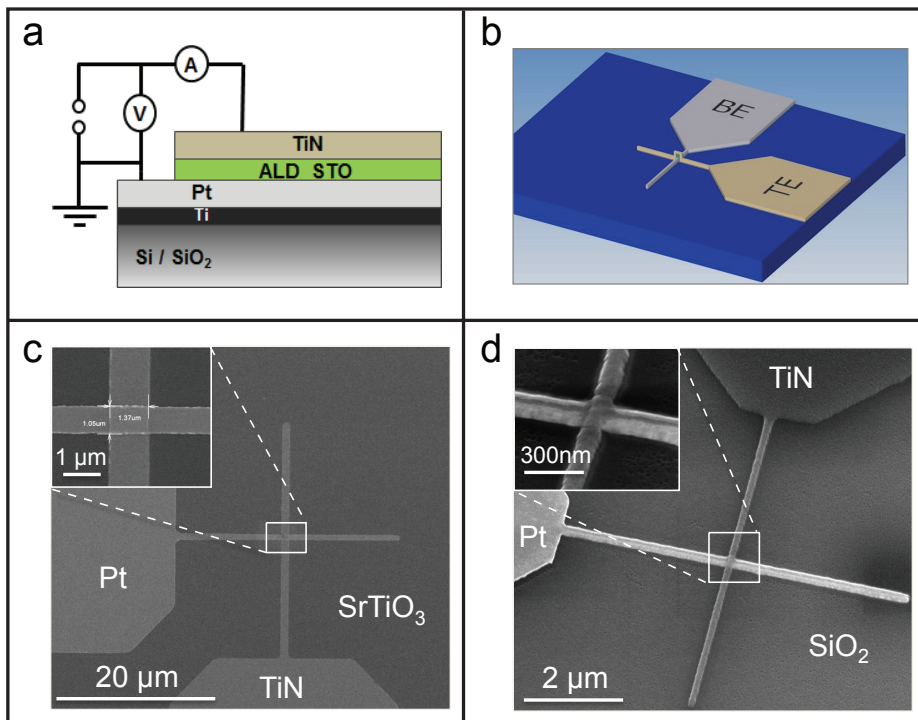 a
A
V
TiN
ALD STO
Pt
Ti
Si / SiO₂
b
BE
TE
c
1.05um
1.37um
1 μm
Pt
SrTiO₃
20 μm
TiN
d
TiN
300nm
Pt
SiO₂
2 μm